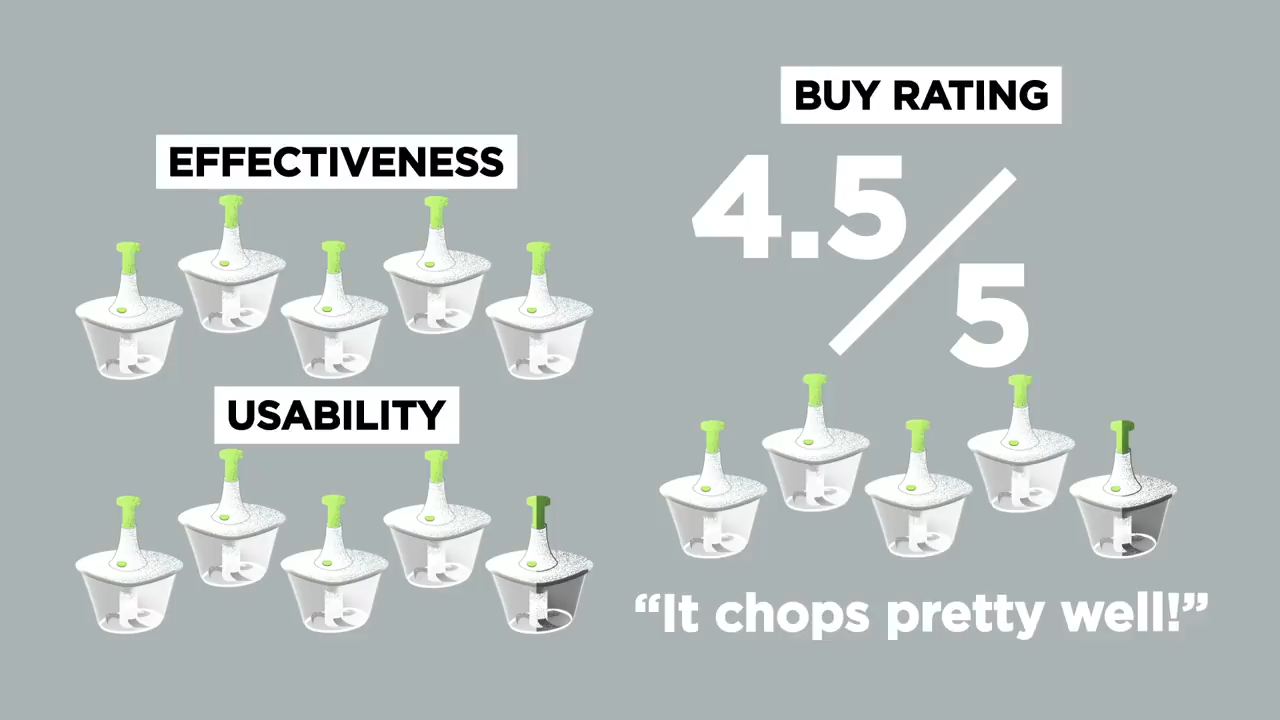 EFFECTIVENESS
USABILITY
BUY RATING
4.5/5
“It chops pretty well!”